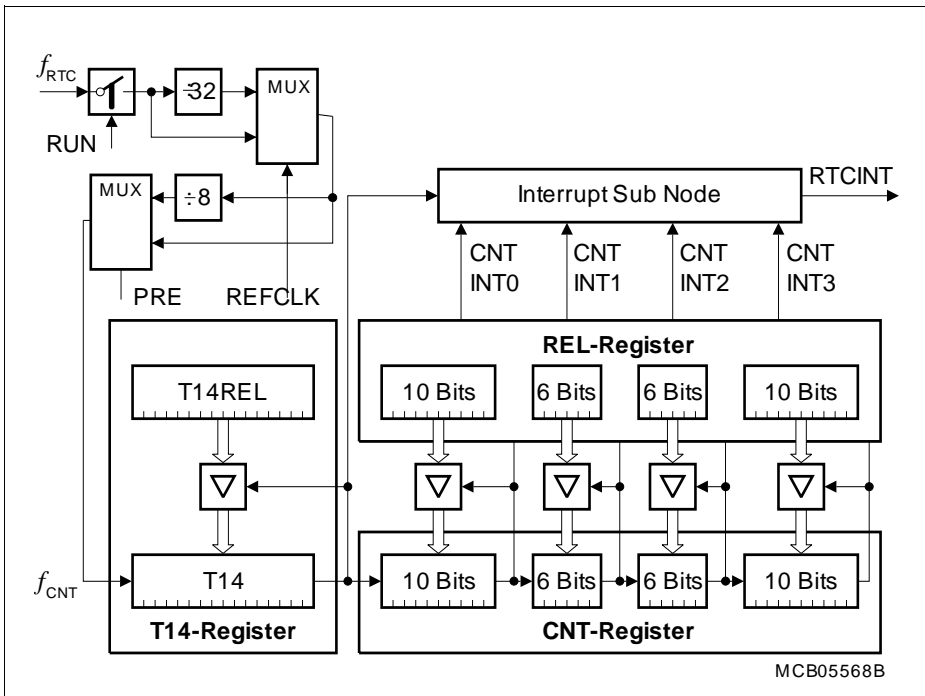 fRTC
RUN
÷32
MUX
MUX
÷8
PRE
REFCLK
Interrupt Sub Node
RTCINT
CNT INT0
CNT INT1
CNT INT2
CNT INT3
REL-Register
T14REL
10 Bits
6 Bits
6 Bits
10 Bits
fCNT
T14
10 Bits
6 Bits
6 Bits
10 Bits
T14-Register
CNT-Register
MCB05568B